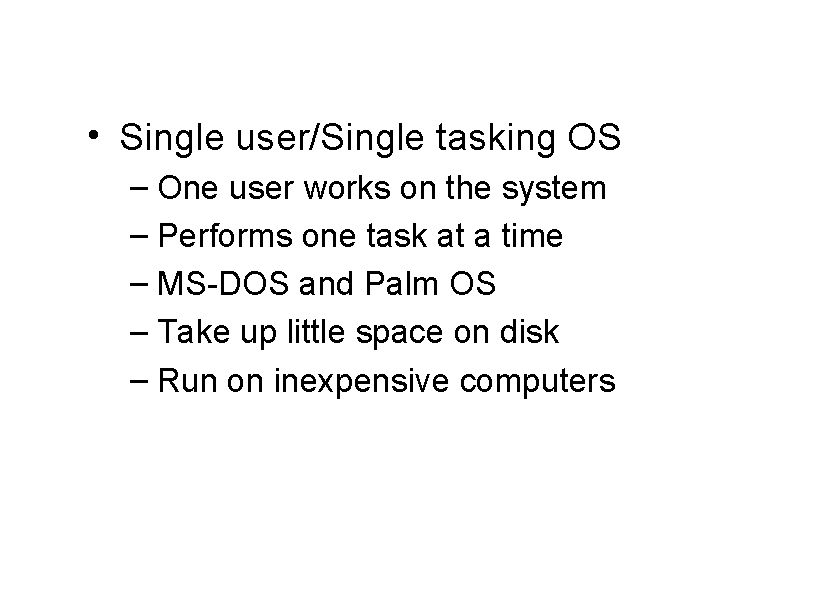 • Single user/Single tasking OS
– One user works on the system
– Performs one task at a time
– MS-DOS and Palm OS
– Take up little space on disk
– Run on inexpensive computers